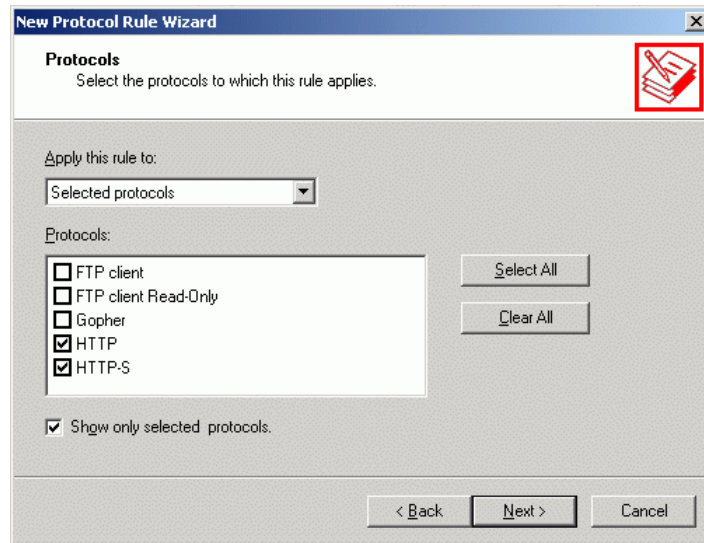 New Protocol Rule Wizard
Protocols
Select the protocols to which this rule applies.
Apply this rule to:
Selected protocols
Protocols:
FTP client
FTP client Read-Only
Gopher
HTTP
HTTP-S
Select All
Clear All
Show only selected protocols.
< Back
Next >
Cancel